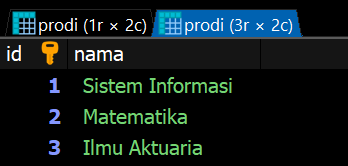 prodi (1r × 2c) prodi (3r × 2c)
id nama
1 Sistem Informasi
2 Matematika
3 Ilmu Aktuaria